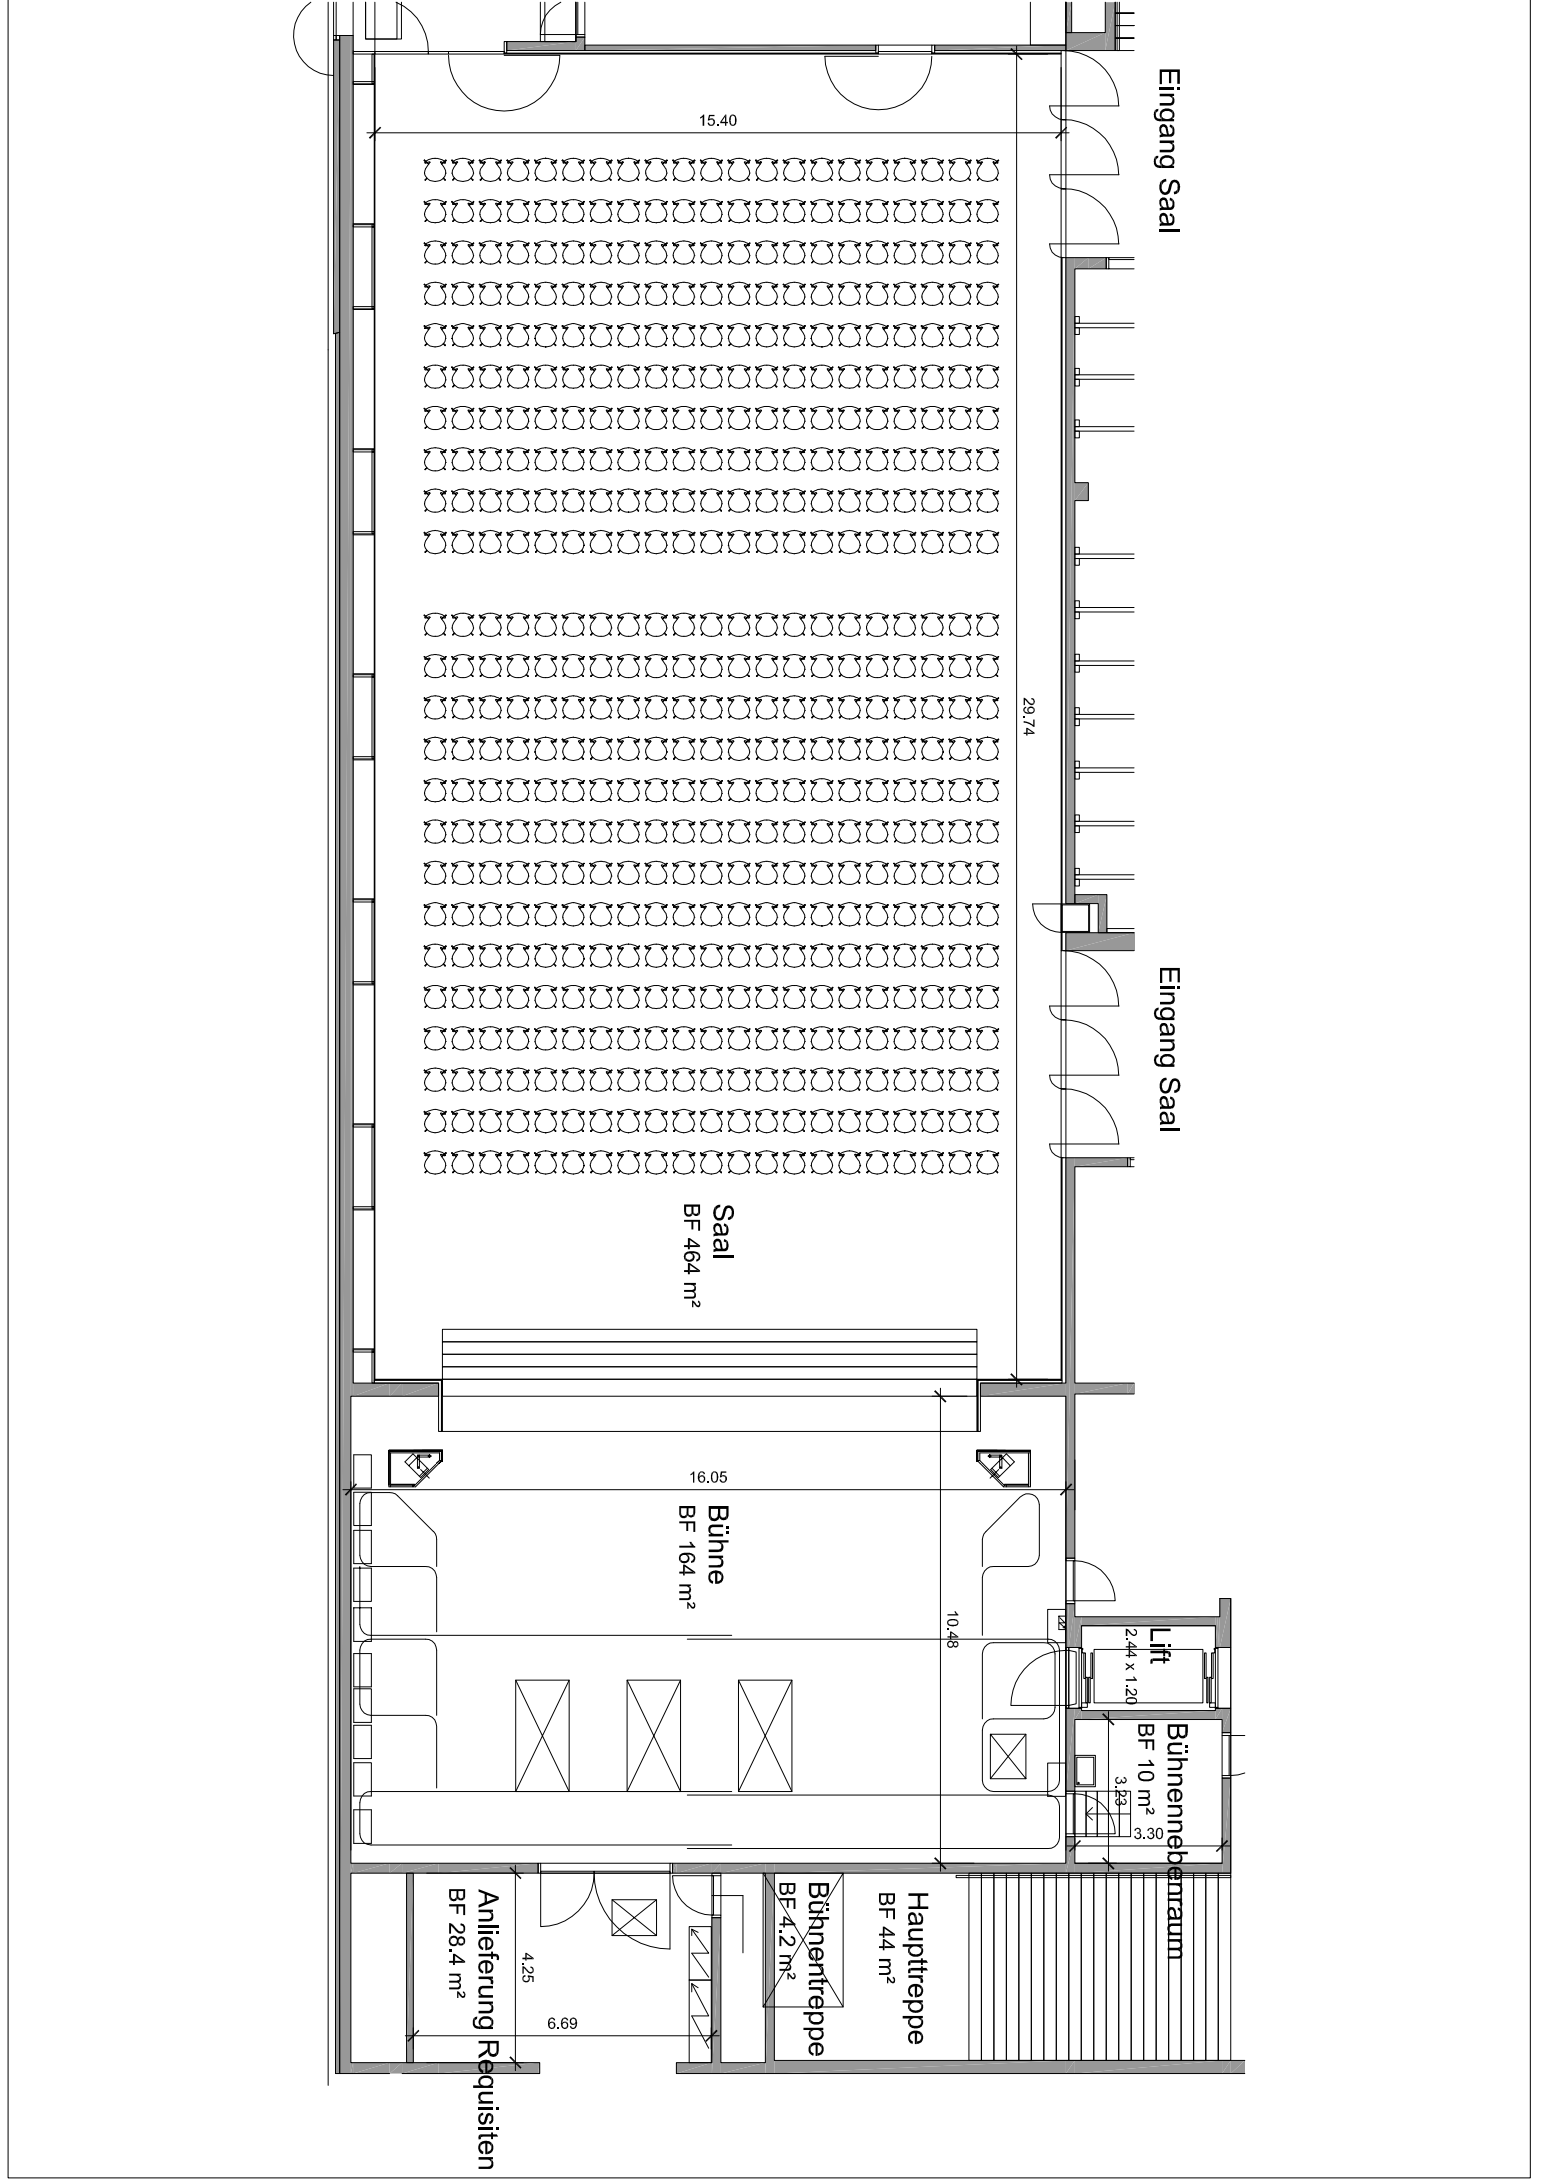 Eingang Saal
15.40
29.74
Eingang Saal
Saal
BF 464 m²
16.05
Bühne
BF 164 m²
10.48
Lift
2.44 x 1.20
Bühnennebenraum
BF 10 m²
3.23
3.30
Anlieferung Requisiten
BF 28.4 m²
4.25
6.69
Bühnentreppe
BF 4.2 m²
Haupttreppe
BF 44 m²